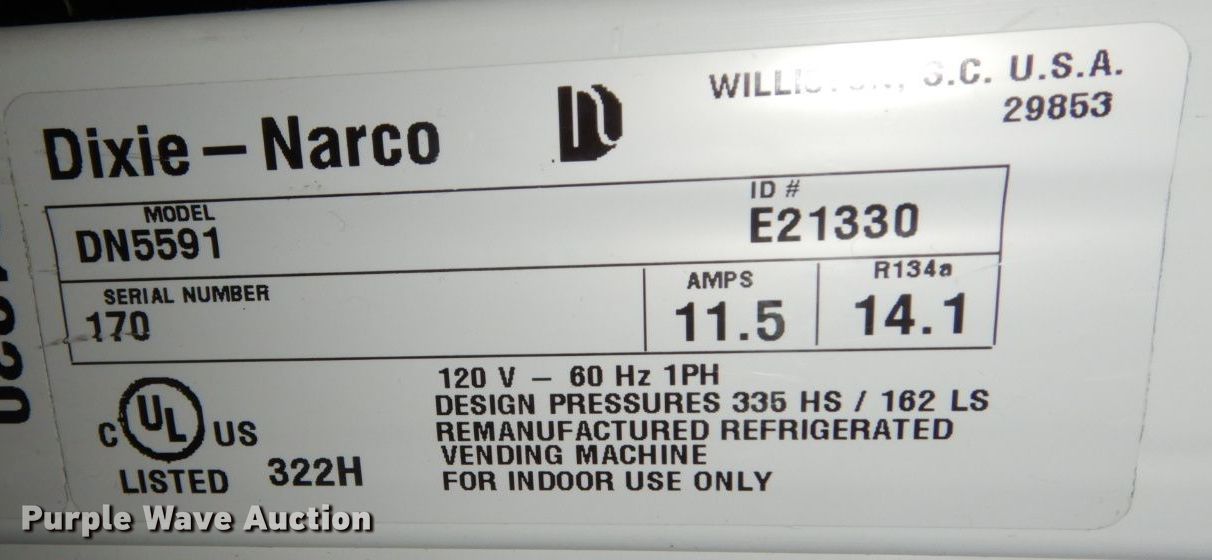 Dixie-Narco
WILLISTON, S.C. U.S.A.
29853
MODEL
DN5591
ID #
E21330
SERIAL NUMBER
170
AMPS
11.5
R134a
14.1
C UL US
LISTED 322H
120 V - 60 Hz 1PH
DESIGN PRESSURES 335 HS / 162 LS
REMANUFACTURED REFRIGERATED
VENDING MACHINE
FOR INDOOR USE ONLY
Purple Wave Auction